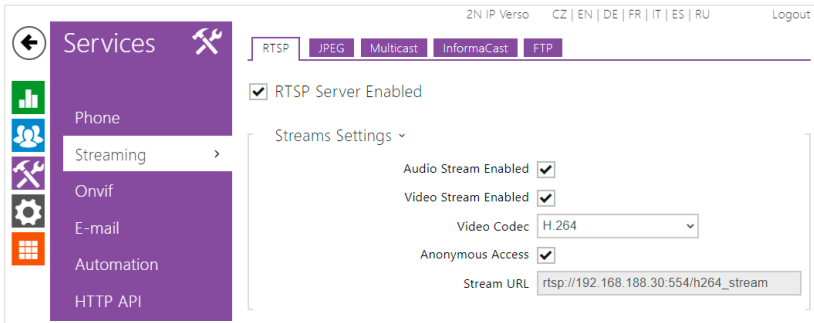 2N IP Verso CZ | EN | DE | FR | IT | ES | RU Logout
Services
RTSP JPEG Multicast InformaCast FTP
RTSP Server Enabled
Phone
Streaming
Onvif
E-mail
Automation
HTTP API
Streams Settings
Audio Stream Enabled
Video Stream Enabled
Video Codec H.264
Anonymous Access
Stream URL rtsp://192.168.188.30:554/h264_stream